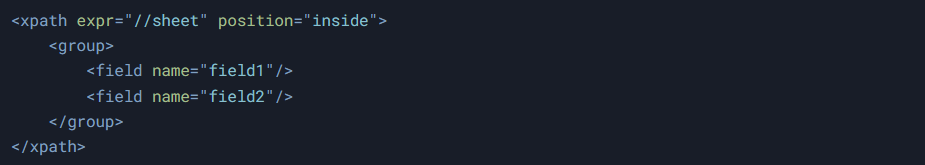 <xpath expr="//sheet" position="inside">
    <group>
        <field name="field1"/>
        <field name="field2"/>
    </group>
</xpath>